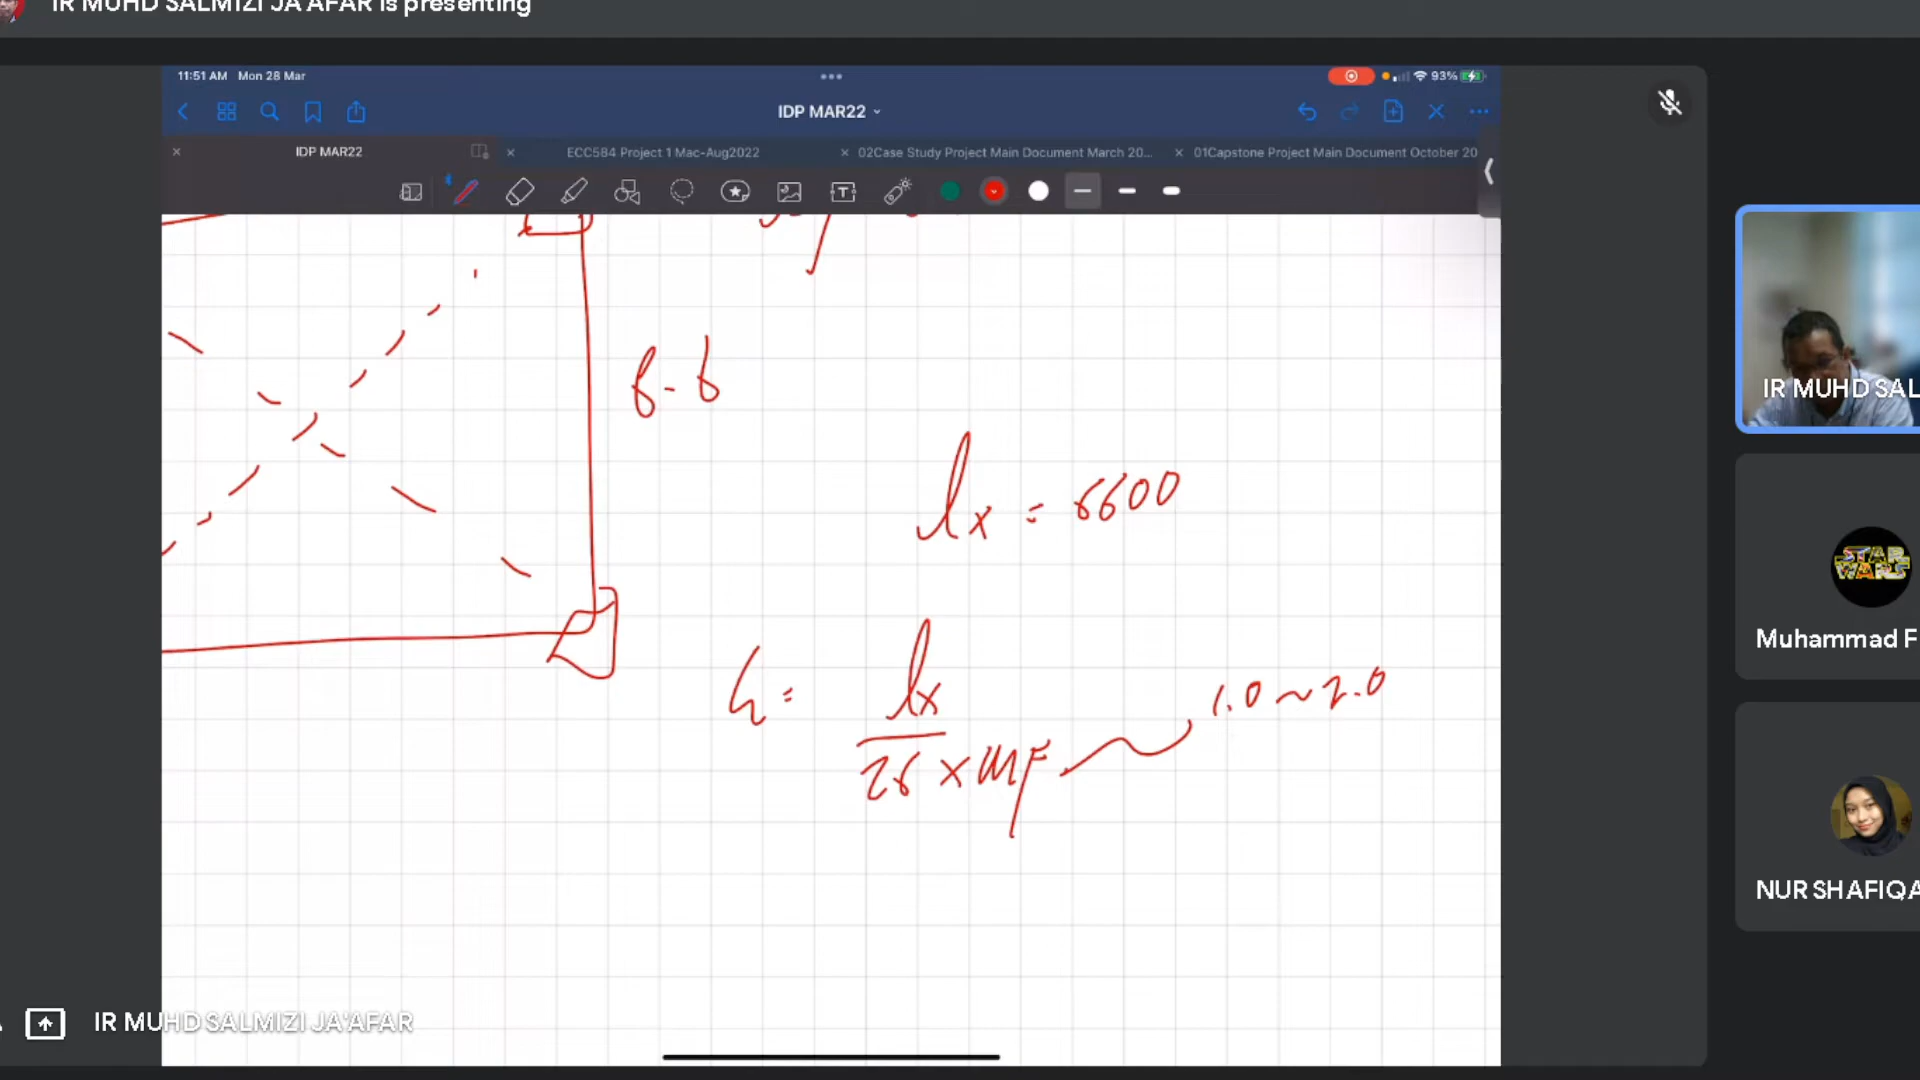 IR MUHD SALMIZI JA'AFAR is presenting
11:51 AM Mon 28 Mar
93%
IDP MAR22
IDP MAR22
ECC584 Project 1 Mac-Aug2022
02Case Study Project Main Document March 20...
01Capstone Project Main Document October 20
T
lx = 6600
h = lx
26 x MF
1.0 ~ 2.0
IR MUHD SAL
STAR WARS
Muhammad F
NUR SHAFIQA
IR MUHD SALMIZI JA'AFAR